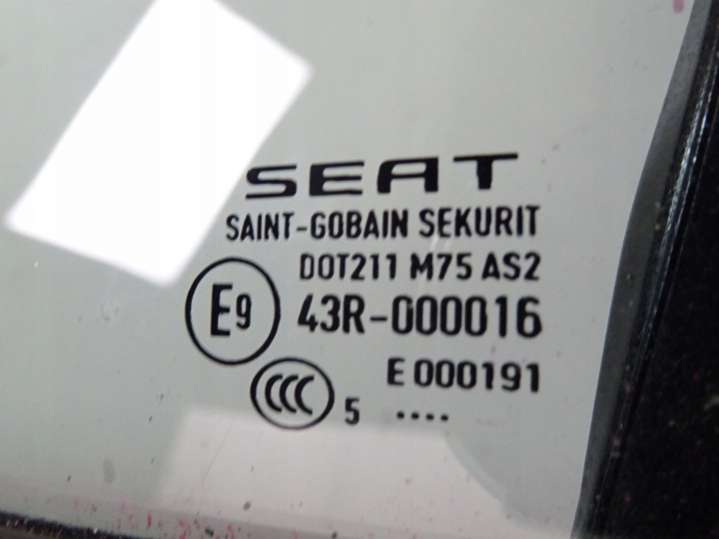 SEAT
SAINT-GOBAIN SEKURIT
DOT211 M75 AS2
E9 43R-000016
E 000191
CCC 5 ....